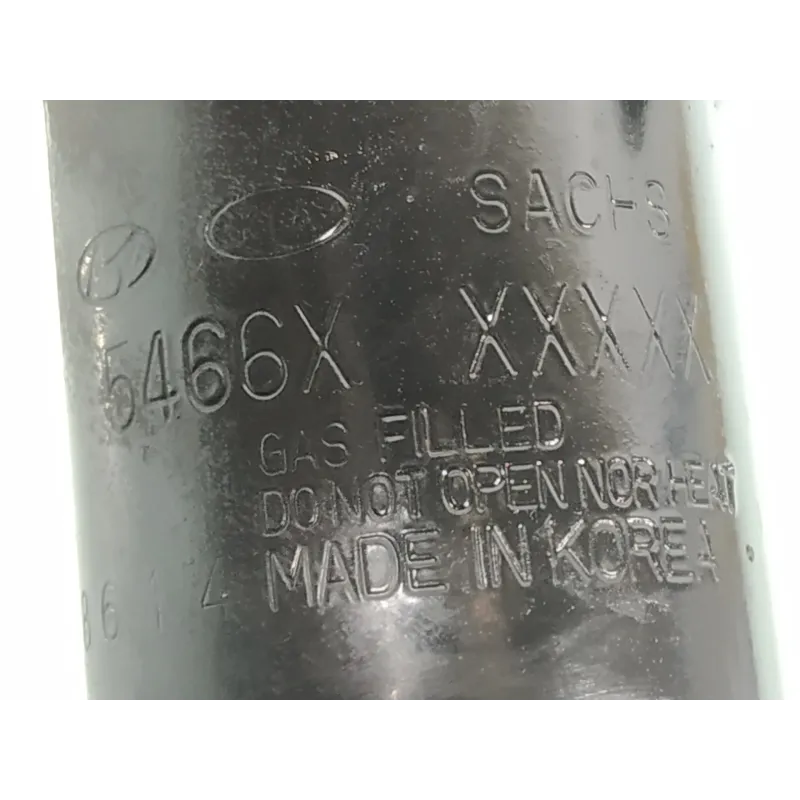 SACHS
5466X XXXXX
GAS FILLED
DO NOT OPEN NOR HEAT
MADE IN KOREA